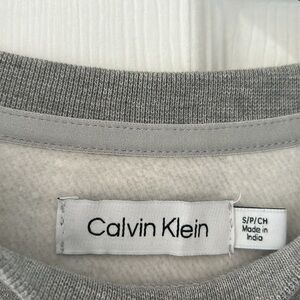 Calvin Klein
S/P/CH
Made in
India